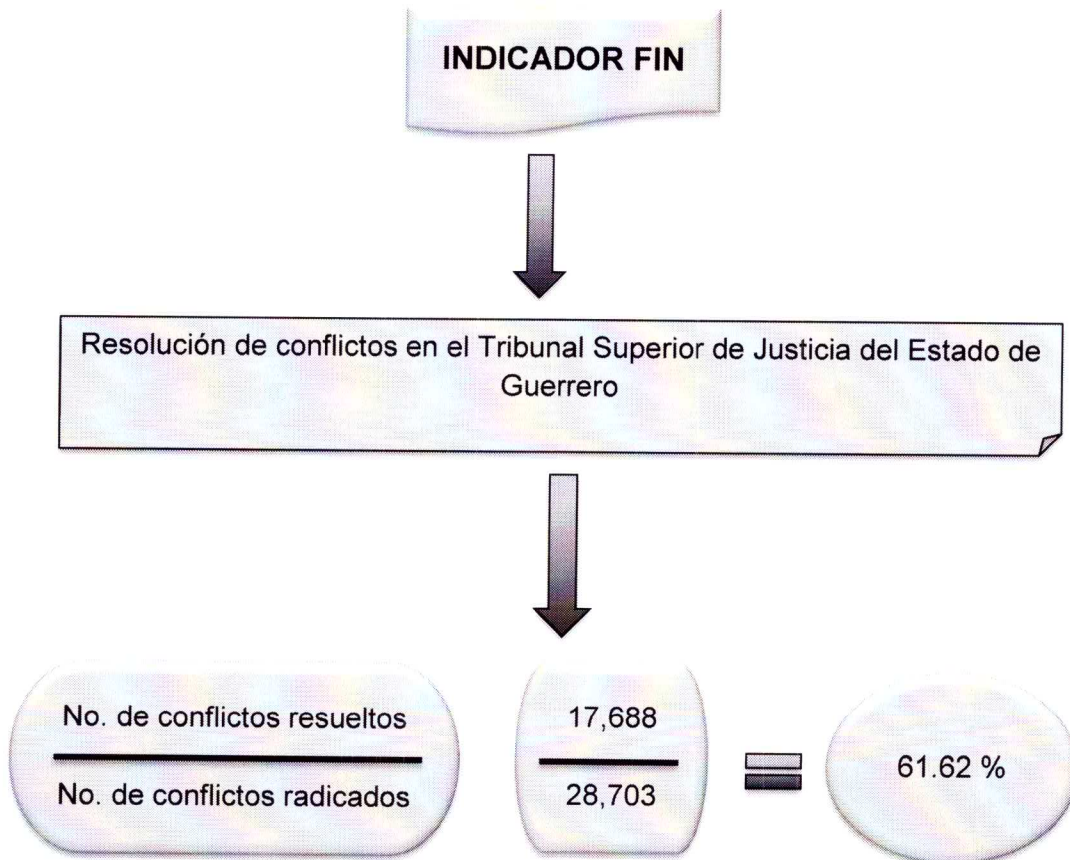 INDICADOR FIN
Resolución de conflictos en el Tribunal Superior de Justicia del Estado de
Guerrero
No. de conflictos resueltos
No. de conflictos radicados
17,688
28,703
61.62 %